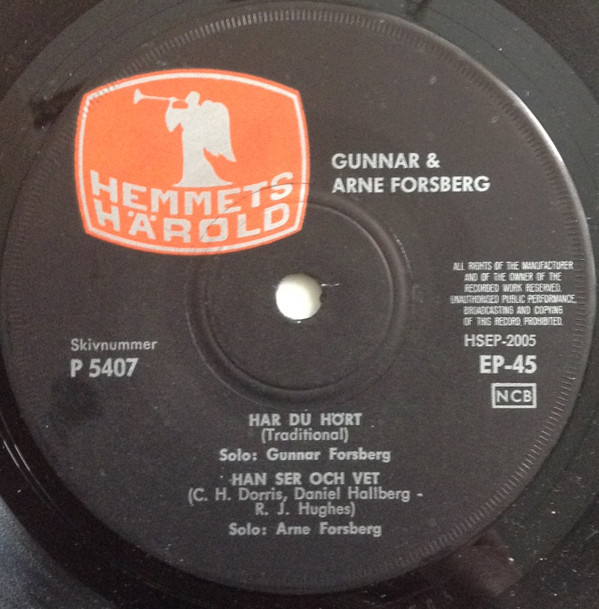 HEMMETS
HÄROLD
GUNNAR &
ARNE FORSBERG
ALL RIGHTS OF THE MANUFACTURER
AND OF THE OWNER OF THE
RECORDED WORK RESERVED.
UNAUTHORISED PUBLIC PERFORMANCE,
BROADCASTING AND COPYING
OF THIS RECORD PROHIBITED.
HSEP-2005
EP-45
NCB
Skivnummer
P 5407
HAR DU HÖRT
(Traditional)
Solo: Gunnar Forsberg
HAN SER OCH VET
(C. H. Dorris, Daniel Hallberg -
R. J. Hughes)
Solo: Arne Forsberg